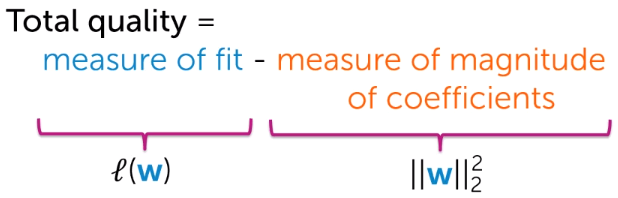 Total quality =
measure of fit - measure of magnitude
of coefficients
ℓ(w) ||w||₂²